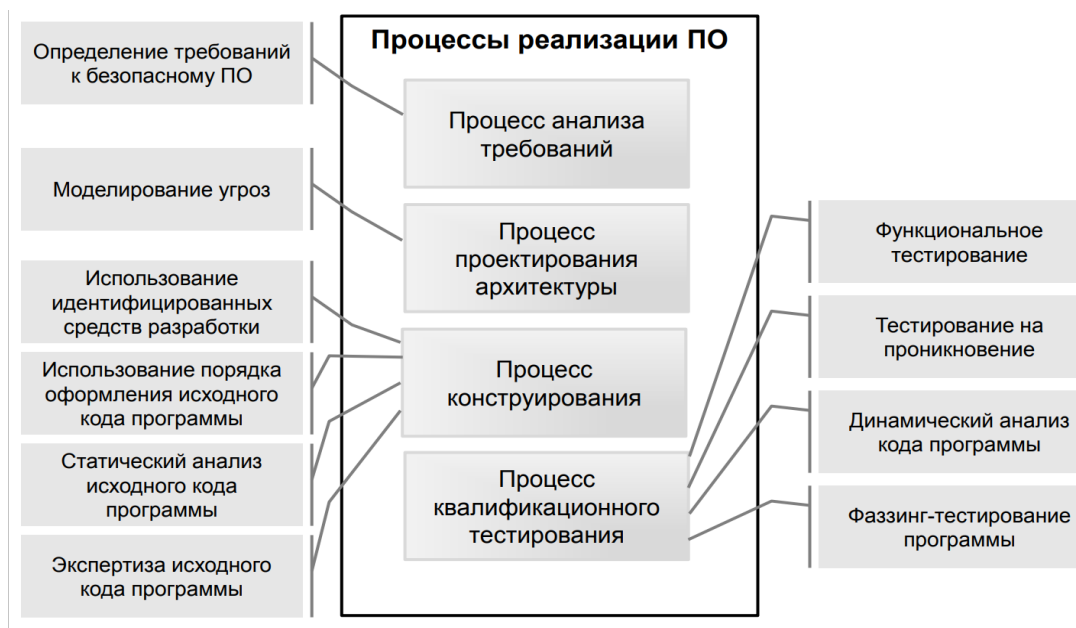 Процессы реализации ПО
Определение требований
к безопасному ПО
Моделирование угроз
Использование
идентифицированных
средств разработки
Использование порядка
оформления исходного
кода программы
Статический анализ
исходного кода
программы
Экспертиза исходного
кода программы
Процесс анализа
требований
Процесс
проектирования
архитектуры
Процесс
конструирования
Процесс
квалификационного
тестирования
Функциональное
тестирование
Тестирование на
проникновение
Динамический анализ
кода программы
Фаззинг-тестирование
программы